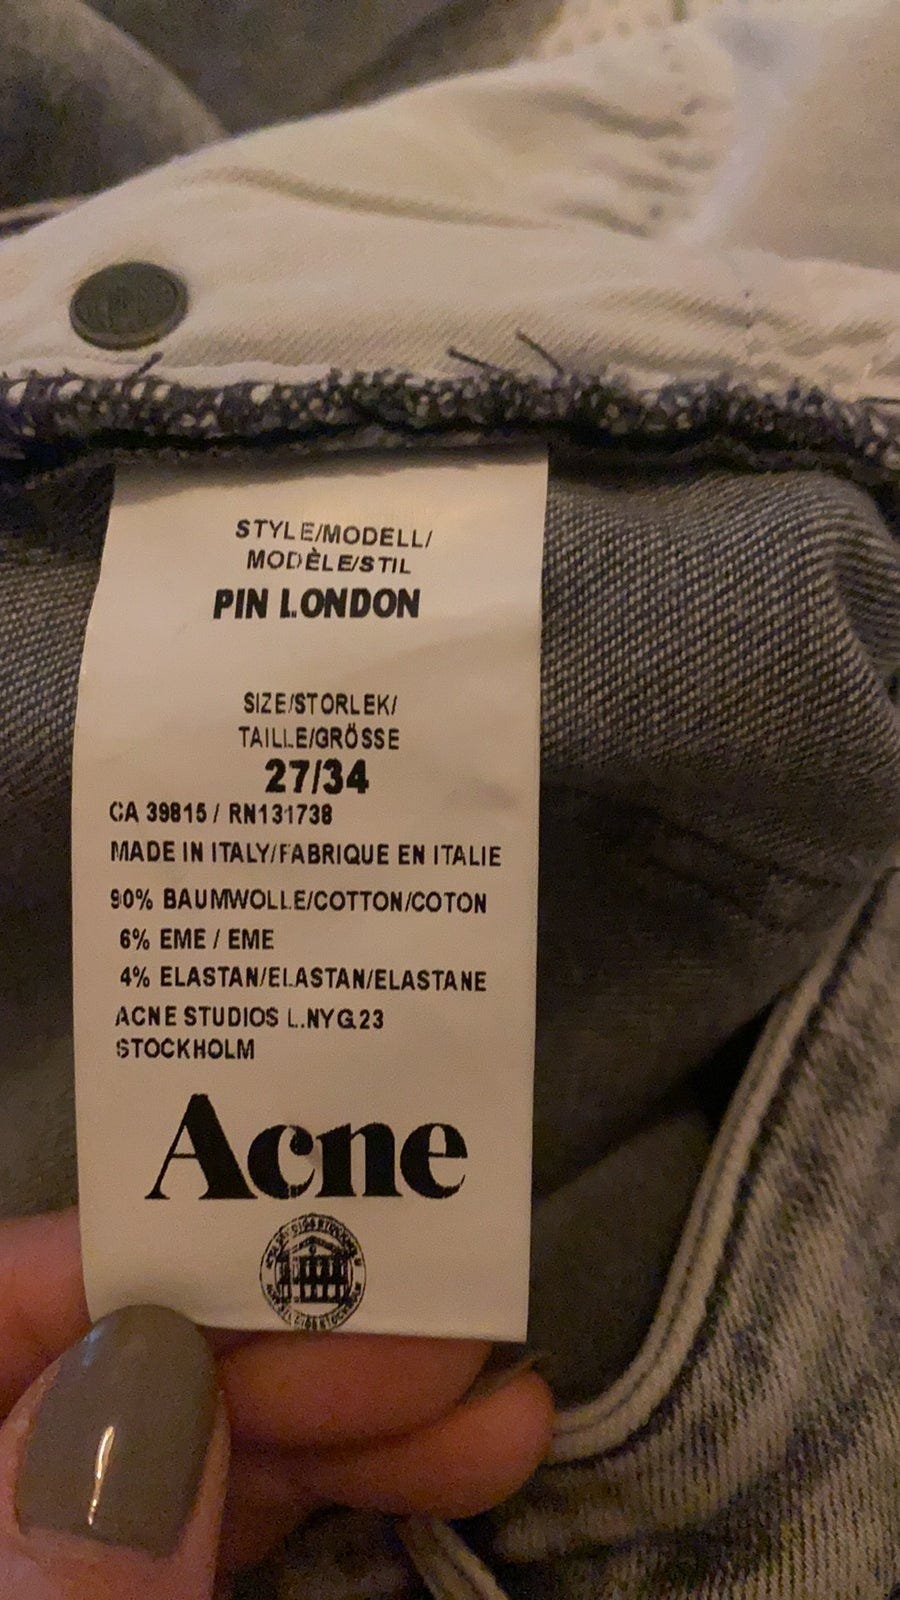 STYLE/MODELL/
MODÈLE/STIL
PIN LONDON
SIZE/STORLEK/
TAILLE/GRÖSSE
27/34
CA 39815 / RN131738
MADE IN ITALY/FABRIQUE EN ITALIE
90% BAUMWOLLE/COTTON/COTON
6% EME / EME
4% ELASTAN/ELASTAN/ELASTANE
ACNE STUDIOS L.NYG.23
STOCKHOLM
Acne